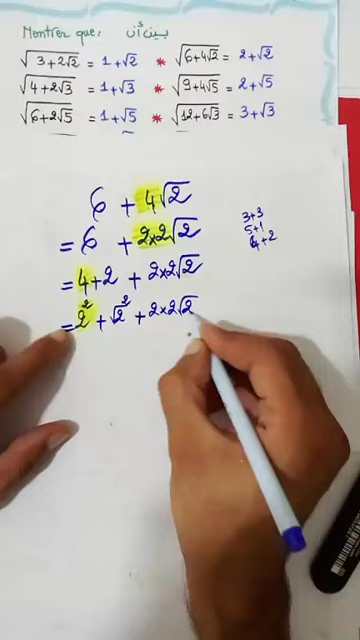 Montrer que: بين أن
√3+2√2 = 1+√2 * √6+4√2 = 2+√2
√4+2√3 = 1+√3 * √9+4√5 = 2+√5
√6+2√5 = 1+√5 * √12+6√3 = 3+√3
6 + 4√2
= 6 + 2×2√2
= 4+2 + 2×2√2
= 2² + √2² + 2×2√2
3+3
5+1
4+2